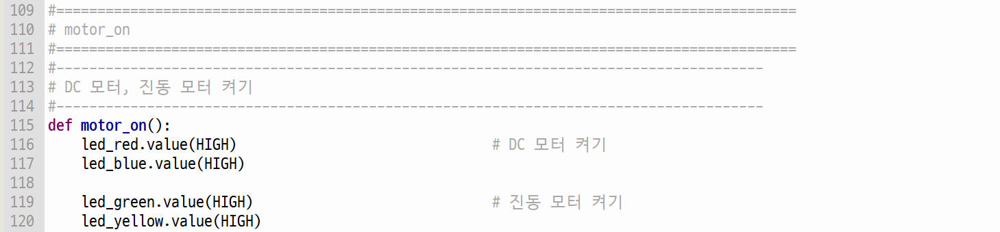 109 #==========================================================================================
110 # motor_on
111 #==========================================================================================
112 #--------------------------------------------------------------------------------------
113 # DC 모터, 진동 모터 켜기
114 #--------------------------------------------------------------------------------------
115 def motor_on():
116     led_red.value(HIGH)                               # DC 모터 켜기
117     led_blue.value(HIGH)
118
119     led_green.value(HIGH)                             # 진동 모터 켜기
120     led_yellow.value(HIGH)